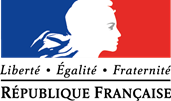 Liberté • Égalité • Fraternité
RÉPUBLIQUE FRANÇAISE